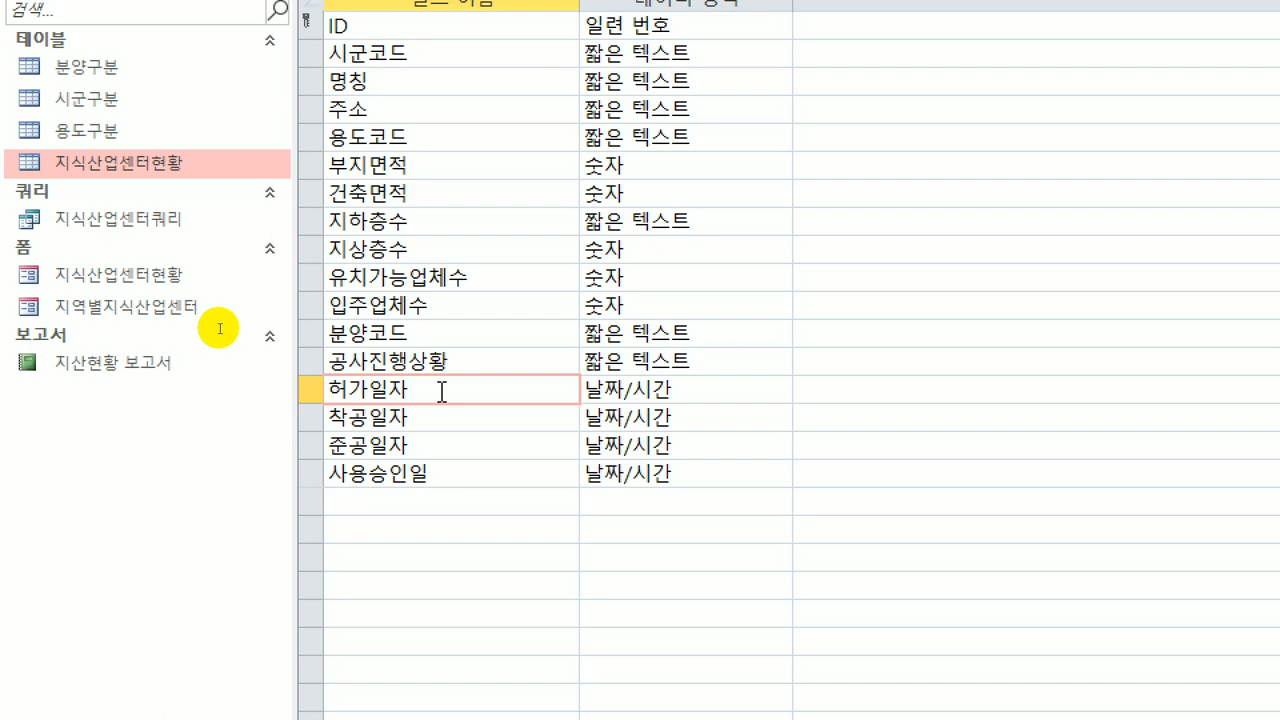 검색...
테이블
분양구분
시군구분
용도구분
지식산업센터현황
쿼리
지식산업센터쿼리
폼
지식산업센터현황
지역별지식산업센터
보고서
지산현황 보고서
필드 이름 데이터 형식
ID 일련 번호
시군코드 짧은 텍스트
명칭 짧은 텍스트
주소 짧은 텍스트
용도코드 짧은 텍스트
부지면적 숫자
건축면적 숫자
지하층수 짧은 텍스트
지상층수 숫자
유치가능업체수 숫자
입주업체수 숫자
분양코드 짧은 텍스트
공사진행상황 짧은 텍스트
허가일자 날짜/시간
착공일자 날짜/시간
준공일자 날짜/시간
사용승인일 날짜/시간